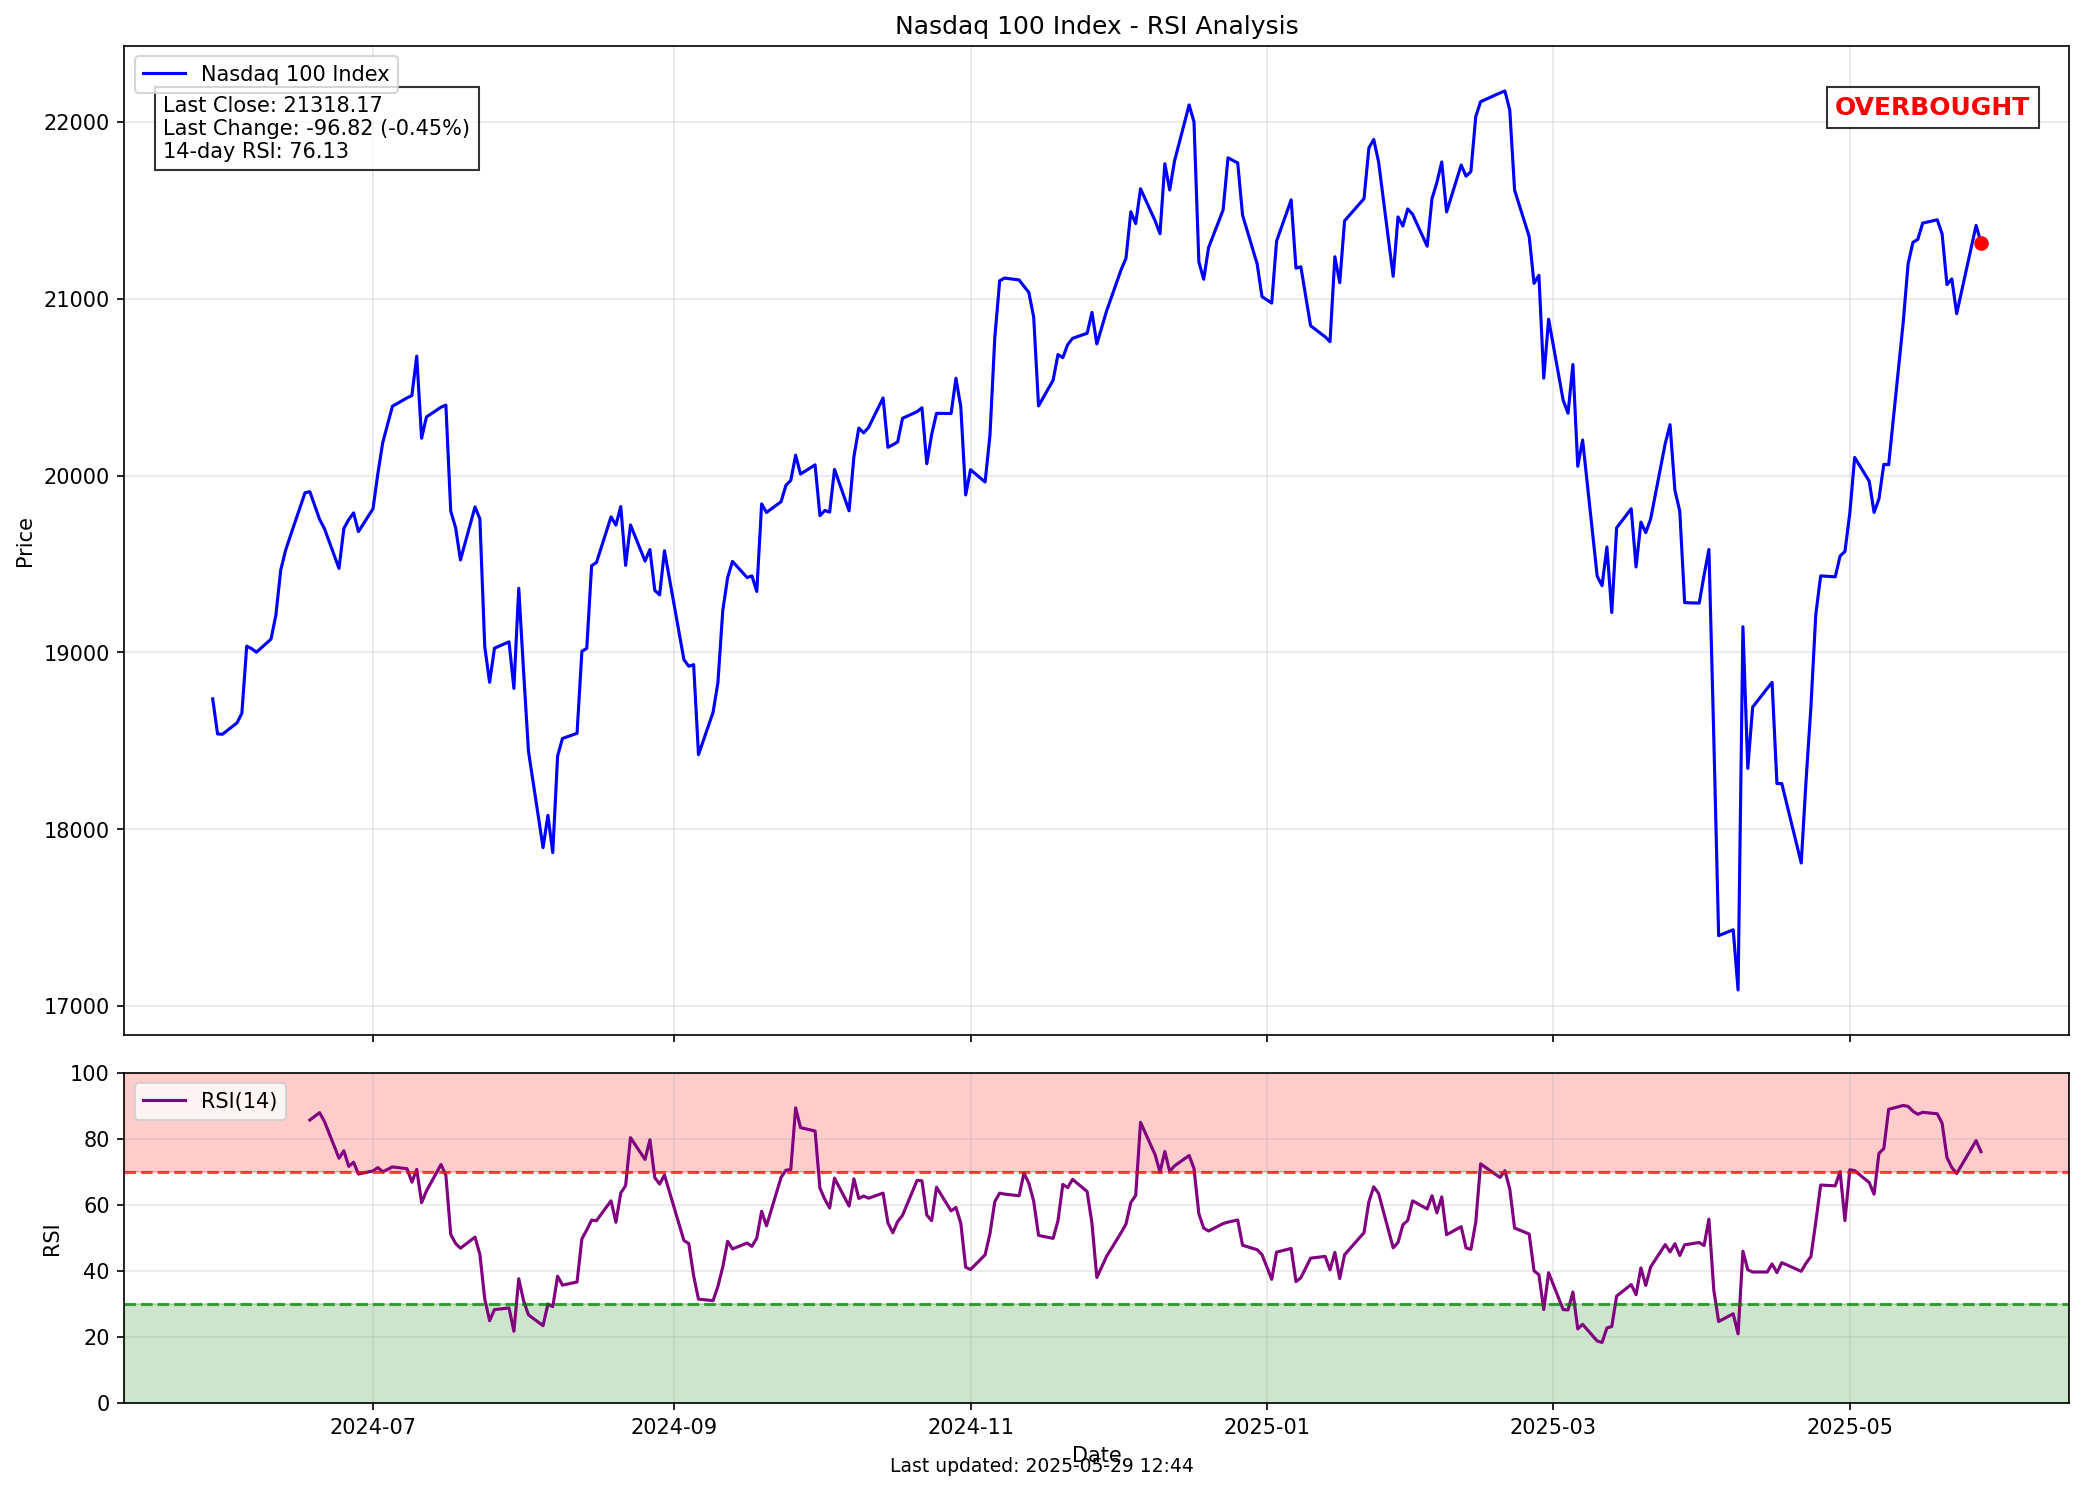 Nasdaq 100 Index - RSI Analysis
Nasdaq 100 Index
Last Close: 21318.17
Last Change: -96.82 (-0.45%)
14-day RSI: 76.13
OVERBOUGHT
Price
22000
21000
20000
19000
18000
17000
RSI(14)
RSI
100
80
60
40
20
0
2024-07 2024-09 2024-11 2025-01 2025-03 2025-05
Date
Last updated: 2025-05-29 12:44